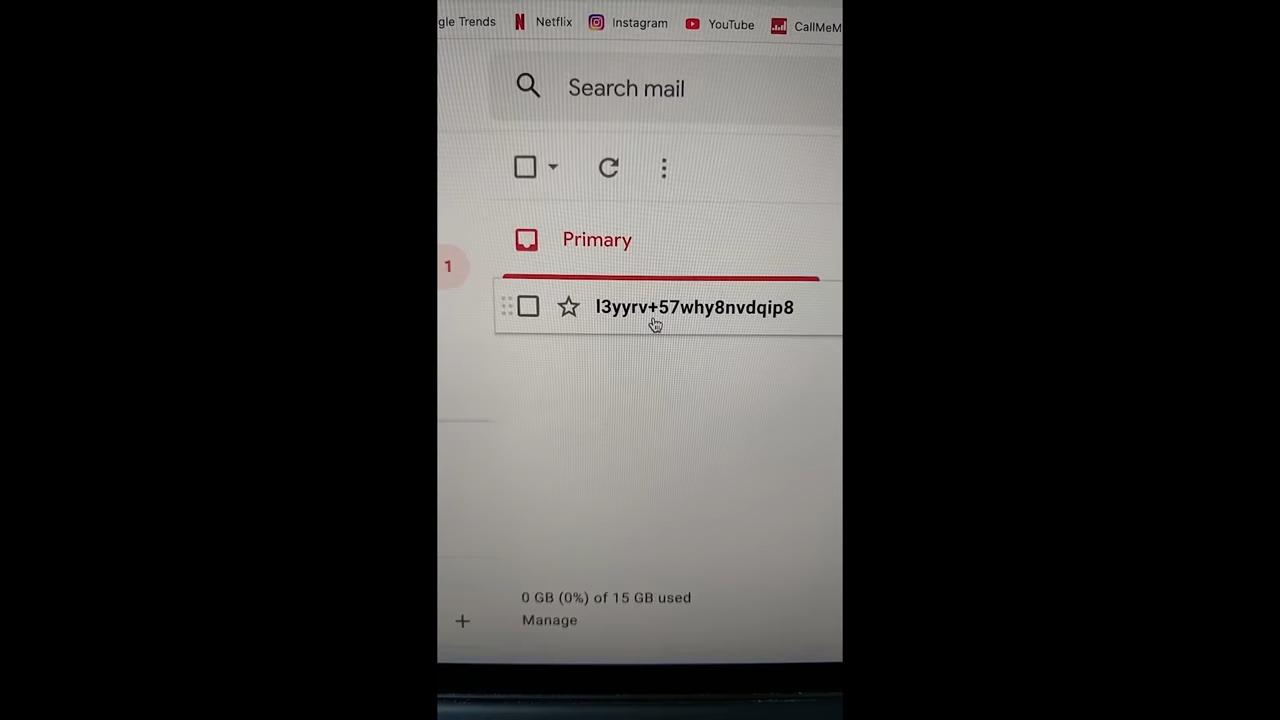 gle Trends Netflix Instagram YouTube CallMeM
Search mail
Primary
1
l3yyrv+57why8nvdqip8
0 GB (0%) of 15 GB used
Manage